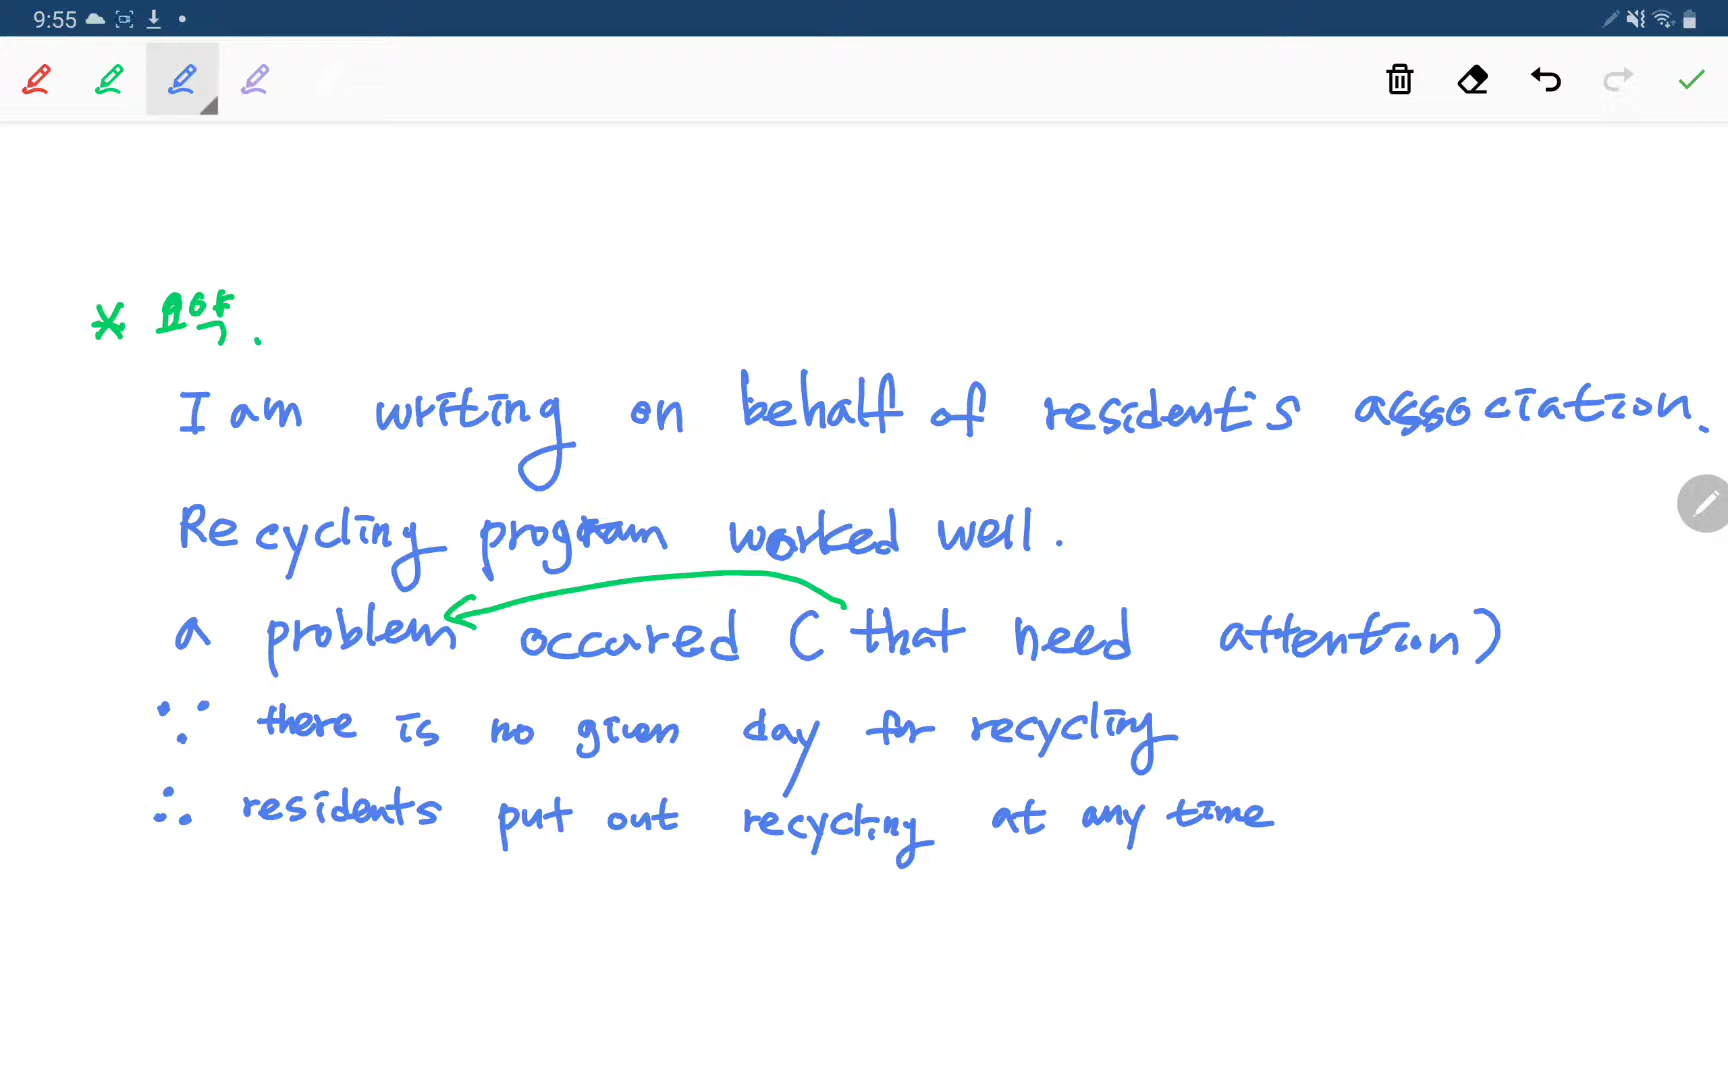 9:55
* 요약.
I am writing on behalf of resident's association.
Recycling program worked well.
a problem occured (that need attention)
∵ there is no given day for recycling
∴ residents put out recycling at any time